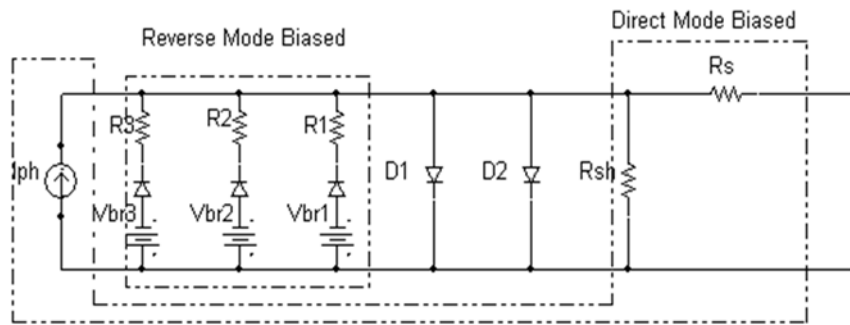 Direct Mode Biased
Reverse Mode Biased
Rs
R3
R2
R1
Iph
D1
D2
Rsh
Vbr3
Vbr2
Vbr1